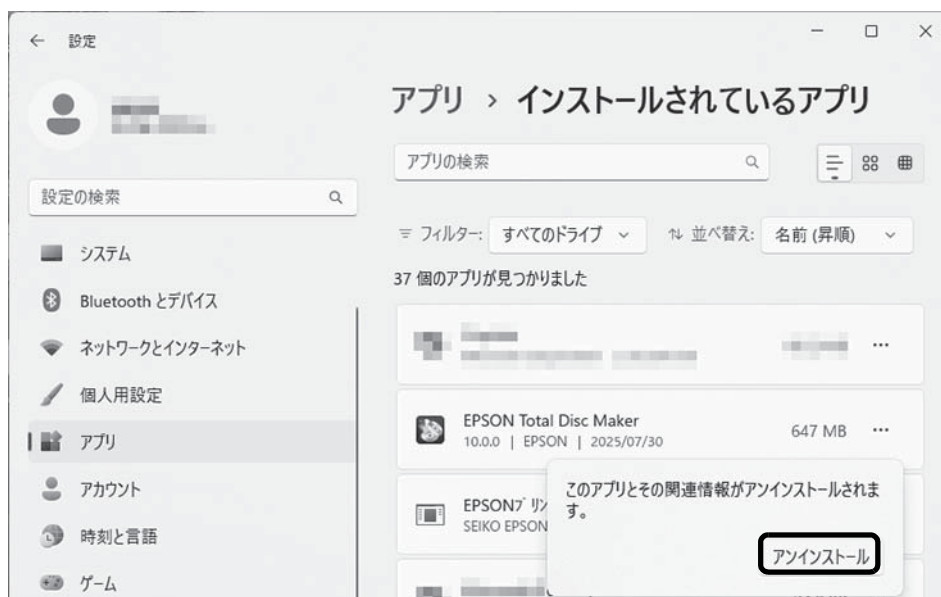 設定
アプリ › インストールされているアプリ
アプリの検索
設定の検索
フィルター: すべてのドライブ 並べ替え: 名前 (昇順)
37 個のアプリが見つかりました
システム
Bluetooth とデバイス
ネットワークとインターネット
個人用設定
アプリ
アカウント
時刻と言語
ゲーム
EPSON Total Disc Maker
10.0.0 | EPSON | 2025/07/30
647 MB
EPSONプリン
SEIKO EPSON
このアプリとその関連情報がアンインストールされま
す。
アンインストール